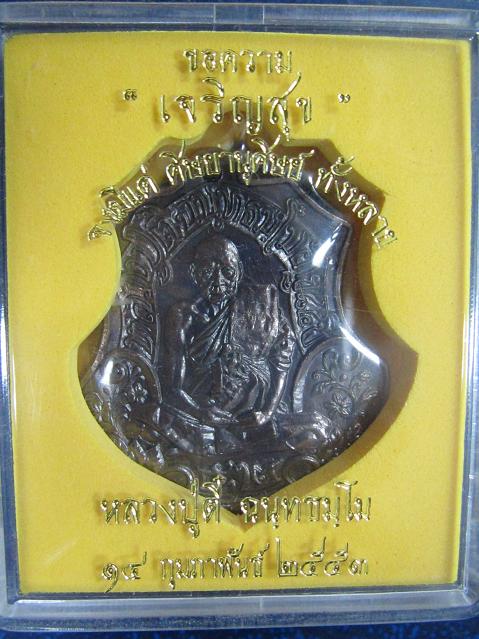 ขอความ
" เจริญสุข "
จงมีแด่ ศิษยานุศิษย์ ทั้งหลาย
หลวงปู่ดี้ ฉนฺทธมฺโม
๑๔ กุมภาพันธ์ ๒๕๕๓